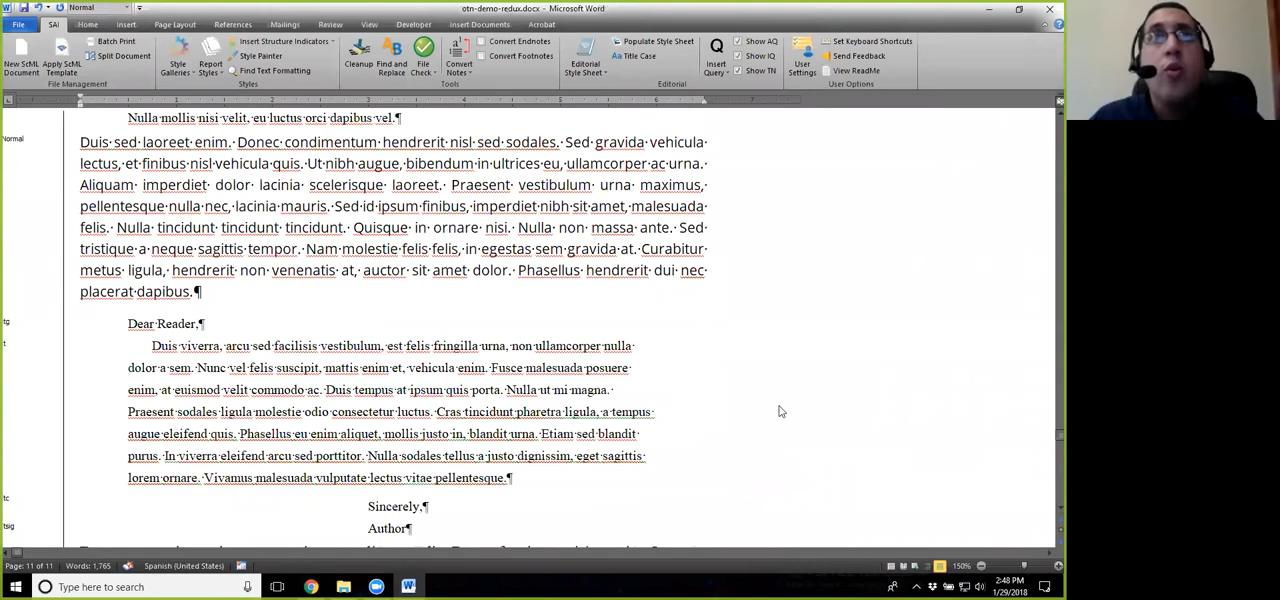 Normal
otn-demo-redux.docx - Microsoft Word
File
SAI
Home
Insert
Page Layout
References
Mailings
Review
View
Developer
Insert Documents
Acrobat
New ScML Document
Apply ScML Template
Batch Print
Split Document
File Management
Style Galleries
Report Styles
Insert Structure Indicators
Style Painter
Find Text Formatting
Styles
Cleanup
Find and Replace
File Check
Convert Notes
Convert Endnotes
Convert Footnotes
Tools
Editorial Style Sheet
Populate Style Sheet
Title Case
Editorial
Insert Query
Show AQ
Show IQ
Show TN
User Settings
Set Keyboard Shortcuts
Send Feedback
View ReadMe
User Options
Nulla mollis nisi velit, eu luctus orci dapibus vel.¶
Normal
Duis sed laoreet enim. Donec condimentum hendrerit nisl sed sodales. Sed gravida vehicula
lectus, et finibus nisl vehicula quis. Ut nibh augue, bibendum in ultrices eu, ullamcorper ac urna.
Aliquam imperdiet dolor lacinia scelerisque laoreet. Praesent vestibulum urna maximus,
pellentesque nulla nec, lacinia mauris. Sed id ipsum finibus, imperdiet nibh sit amet, malesuada
felis. Nulla tincidunt tincidunt tincidunt. Quisque in ornare nisi. Nulla non massa ante. Sed
tristique a neque sagittis tempor. Nam molestie felis felis, in egestas sem gravida at. Curabitur
metus ligula, hendrerit non venenatis at, auctor sit amet dolor. Phasellus hendrerit dui nec
placerat dapibus.¶
tg
Dear Reader,¶
Duis viverra, arcu sed facilisis vestibulum, est felis fringilla urna, non ullamcorper nulla
dolor a sem. Nunc vel felis suscipit, mattis enim et, vehicula enim. Fusce malesuada posuere
enim, at euismod velit commodo ac. Duis tempus at ipsum quis porta. Nulla ut mi magna.
Praesent sodales ligula molestie odio consectetur luctus. Cras tincidunt pharetra ligula, a tempus
augue eleifend quis. Phasellus eu enim aliquet, mollis justo in, blandit urna. Etiam sed blandit
purus. In viverra eleifend arcu sed porttitor. Nulla sodales tellus a justo dignissim, eget sagittis
lorem ornare. Vivamus malesuada vulputate lectus vitae pellentesque.¶
tc
Sincerely,¶
tsig
Author¶
Page: 11 of 11
Words: 1,765
Spanish (United States)
150%
Type here to search
2:48 PM
1/29/2018